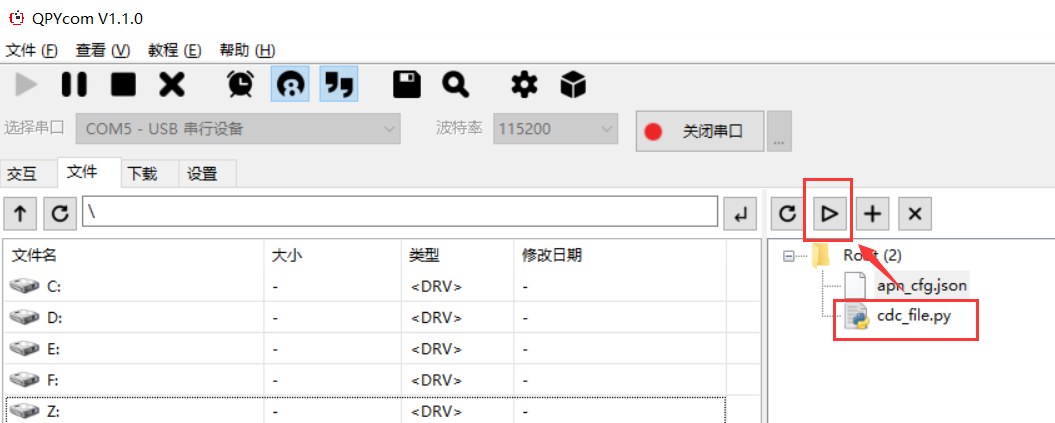 QPYcom V1.1.0
文件 (F) 查看 (V) 教程 (E) 帮助 (H)
选择串口 COM5 - USB 串行设备 波特率 115200 关闭串口 ...
交互 文件 下载 设置
\
文件名 大小 类型 修改日期
C: - <DRV> -
D: - <DRV> -
E: - <DRV> -
F: - <DRV> -
Z: - <DRV> -
Root (2)
apn_cfg.json
cdc_file.py